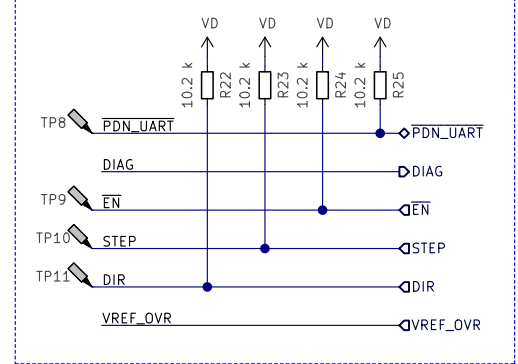 VD VD VD VD
10.2 k R22 10.2 k R23 10.2 k R24 10.2 k R25
TP8 PDN_UART PDN_UART
DIAG DIAG
TP9 EN EN
TP10 STEP STEP
TP11 DIR DIR
VREF_OVR VREF_OVR